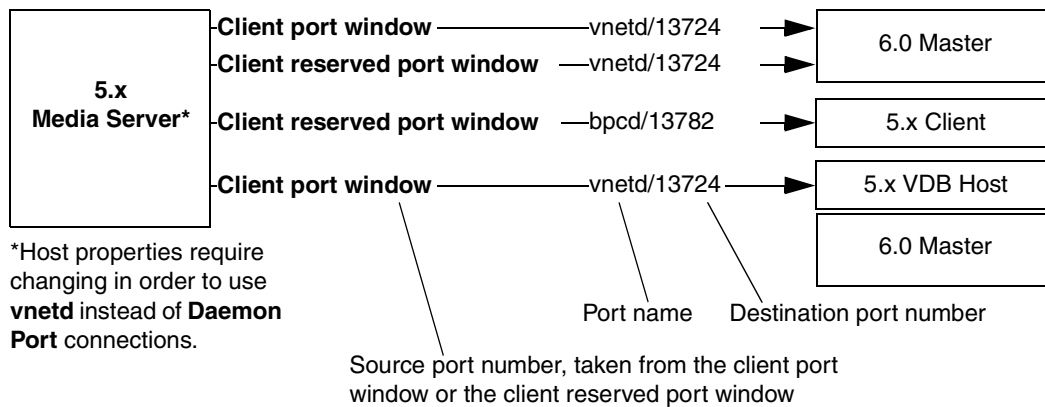 Client port window vnetd/13724
6.0 Master
Client reserved port window vnetd/13724
5.x
Media Server*
Client reserved port window bpcd/13782
5.x Client
Client port window vnetd/13724
5.x VDB Host
6.0 Master
*Host properties require
changing in order to use
vnetd instead of Daemon
Port connections.
Port name
Destination port number
Source port number, taken from the client port
window or the client reserved port window